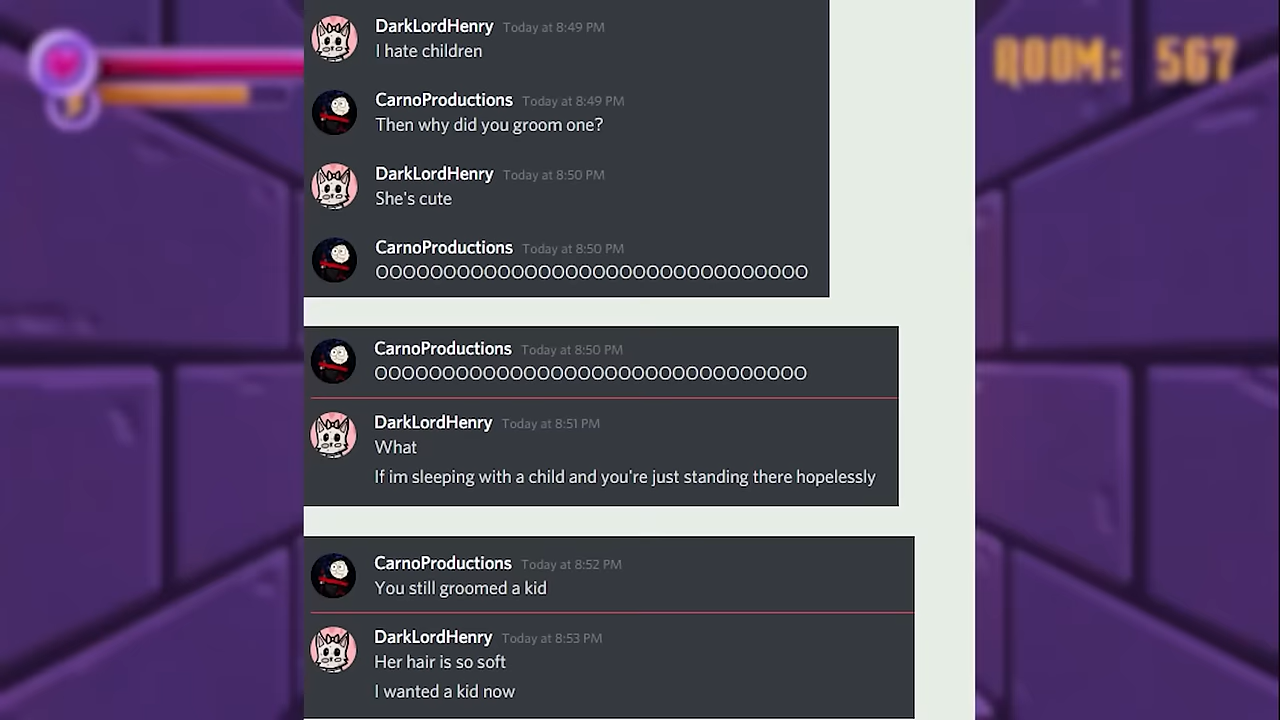 ROOM: 567
DarkLordHenry Today at 8:49 PM
I hate children
CarnoProductions Today at 8:49 PM
Then why did you groom one?
DarkLordHenry Today at 8:50 PM
She's cute
CarnoProductions Today at 8:50 PM
OOOOOOOOOOOOOOOOOOOOOOOOOOOOOOOO
CarnoProductions Today at 8:50 PM
OOOOOOOOOOOOOOOOOOOOOOOOOOOOOOOO
DarkLordHenry Today at 8:51 PM
What
If im sleeping with a child and you're just standing there hopelessly
CarnoProductions Today at 8:52 PM
You still groomed a kid
DarkLordHenry Today at 8:53 PM
Her hair is so soft
I wanted a kid now